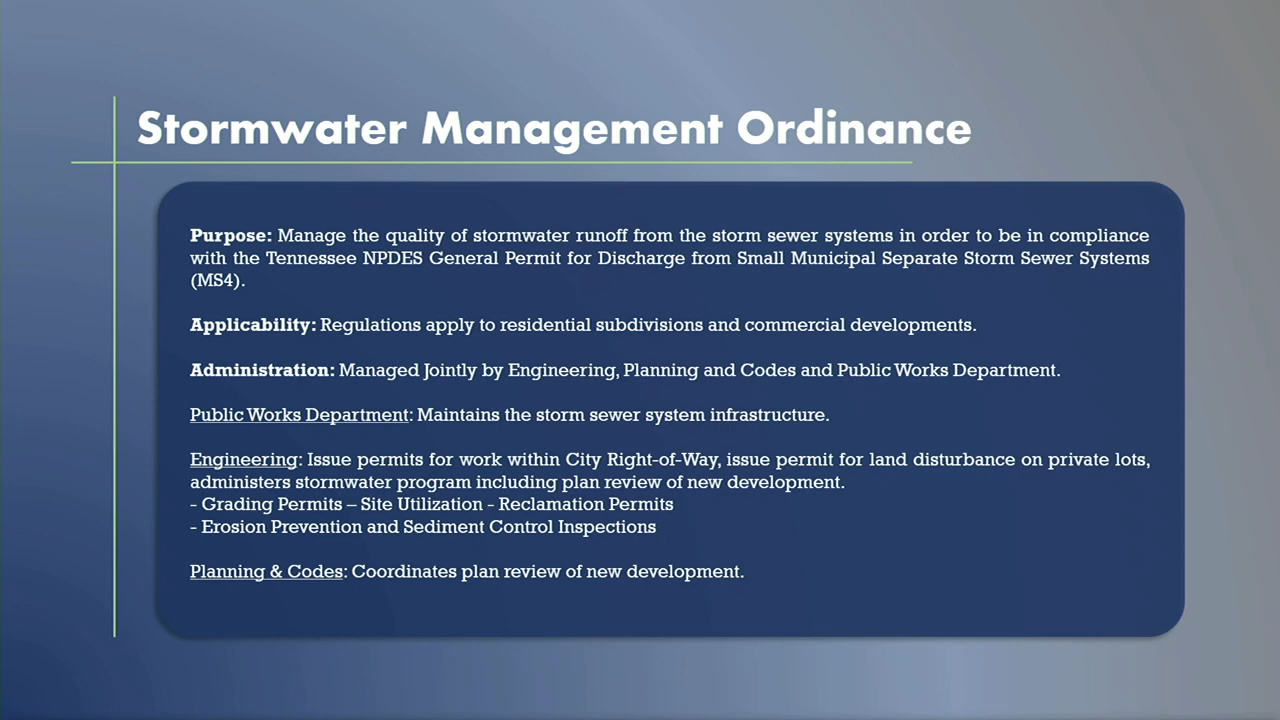 Stormwater Management Ordinance
Purpose: Manage the quality of stormwater runoff from the storm sewer systems in order to be in compliance
with the Tennessee NPDES General Permit for Discharge from Small Municipal Separate Storm Sewer Systems
(MS4).
Applicability: Regulations apply to residential subdivisions and commercial developments.
Administration: Managed Jointly by Engineering, Planning and Codes and Public Works Department.
Public Works Department: Maintains the storm sewer system infrastructure.
Engineering: Issue permits for work within City Right-of-Way, issue permit for land disturbance on private lots,
administers stormwater program including plan review of new development.
- Grading Permits – Site Utilization - Reclamation Permits
- Erosion Prevention and Sediment Control Inspections
Planning & Codes: Coordinates plan review of new development.